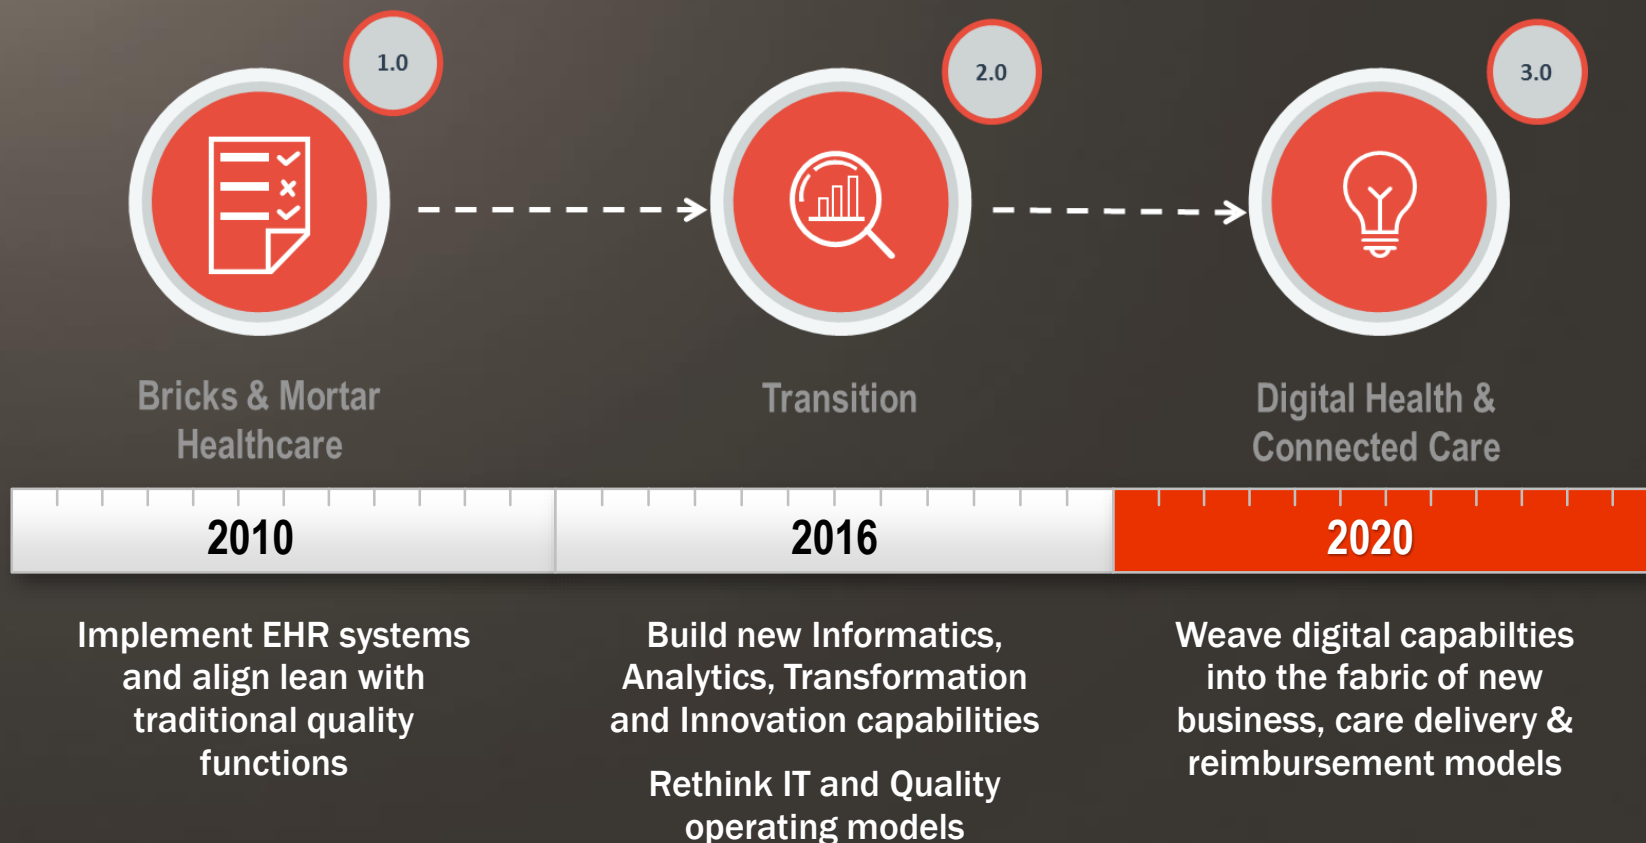 1.0
2.0
3.0
Bricks & Mortar
Healthcare
Transition
Digital Health &
Connected Care
2010
2016
2020
Implement EHR systems
and align lean with
traditional quality
functions
Build new Informatics,
Analytics, Transformation
and Innovation capabilities
Rethink IT and Quality
operating models
Weave digital capabilties
into the fabric of new
business, care delivery &
reimbursement models